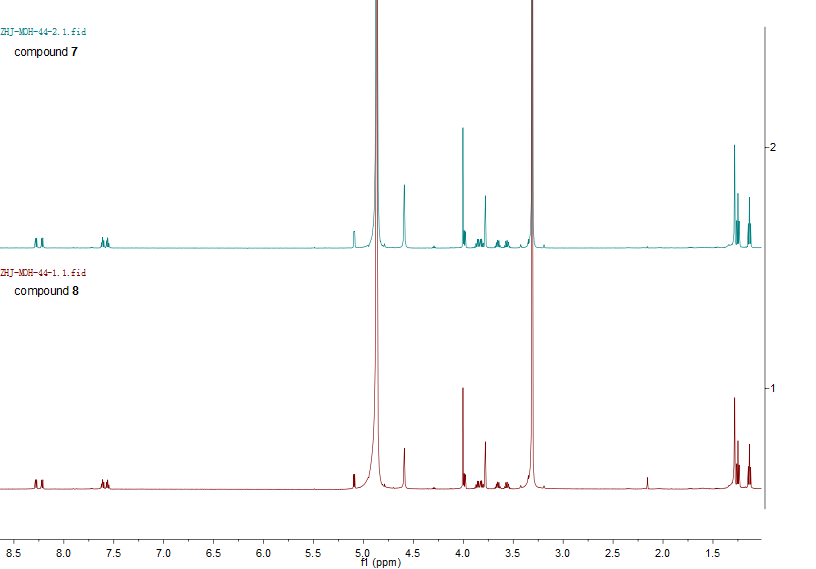 ZHJ-MDH-44-2.1.fid
compound 7
2
ZHJ-MDH-44-1.1.fid
compound 8
1
8.5 8.0 7.5 7.0 6.5 6.0 5.5 5.0 4.5 4.0 3.5 3.0 2.5 2.0 1.5
f1 (ppm)